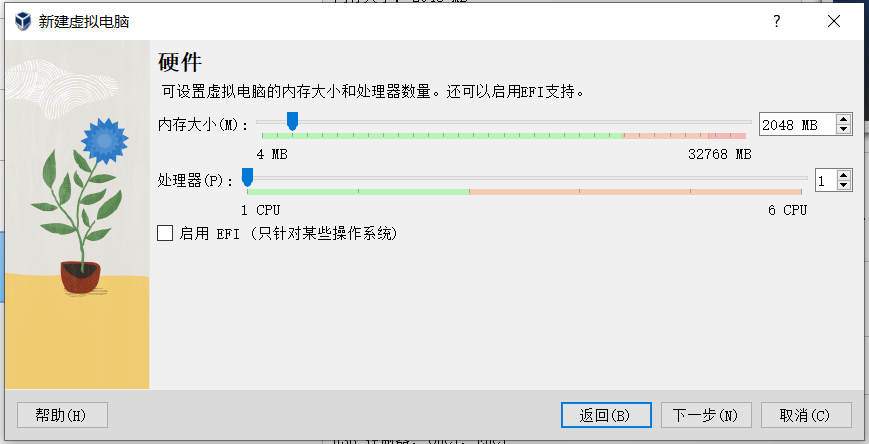 新建虚拟电脑
硬件
可设置虚拟电脑的内存大小和处理器数量。还可以启用EFI支持。
内存大小(M):
2048 MB
4 MB
32768 MB
处理器(P):
1
1 CPU
6 CPU
启用 EFI (只针对某些操作系统)
帮助(H)
返回(B)
下一步(N)
取消(C)